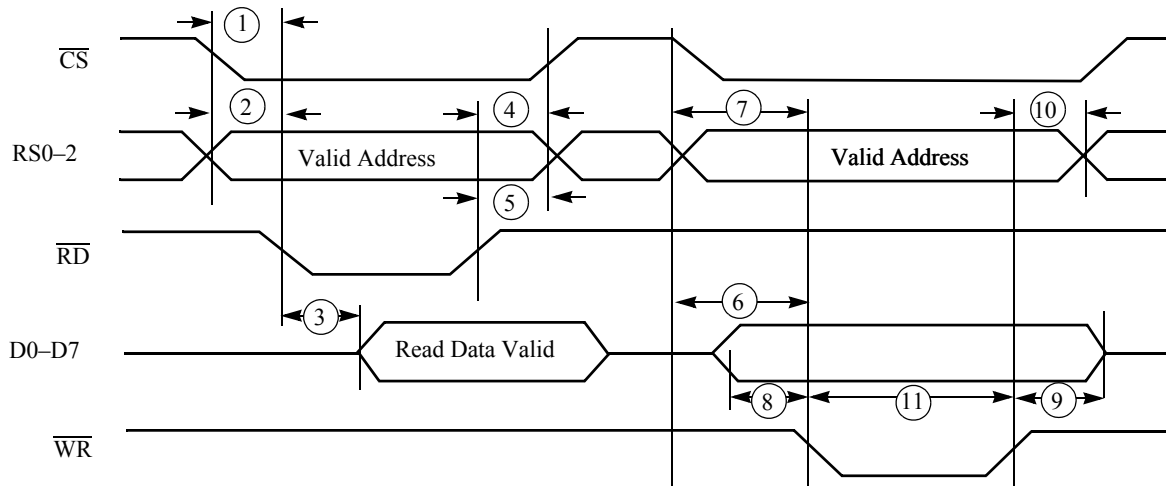 1
CS
2
4
7
10
RS0–2
Valid Address
Valid Address
5
RD
3
6
D0–D7
Read Data Valid
8
11
9
WR